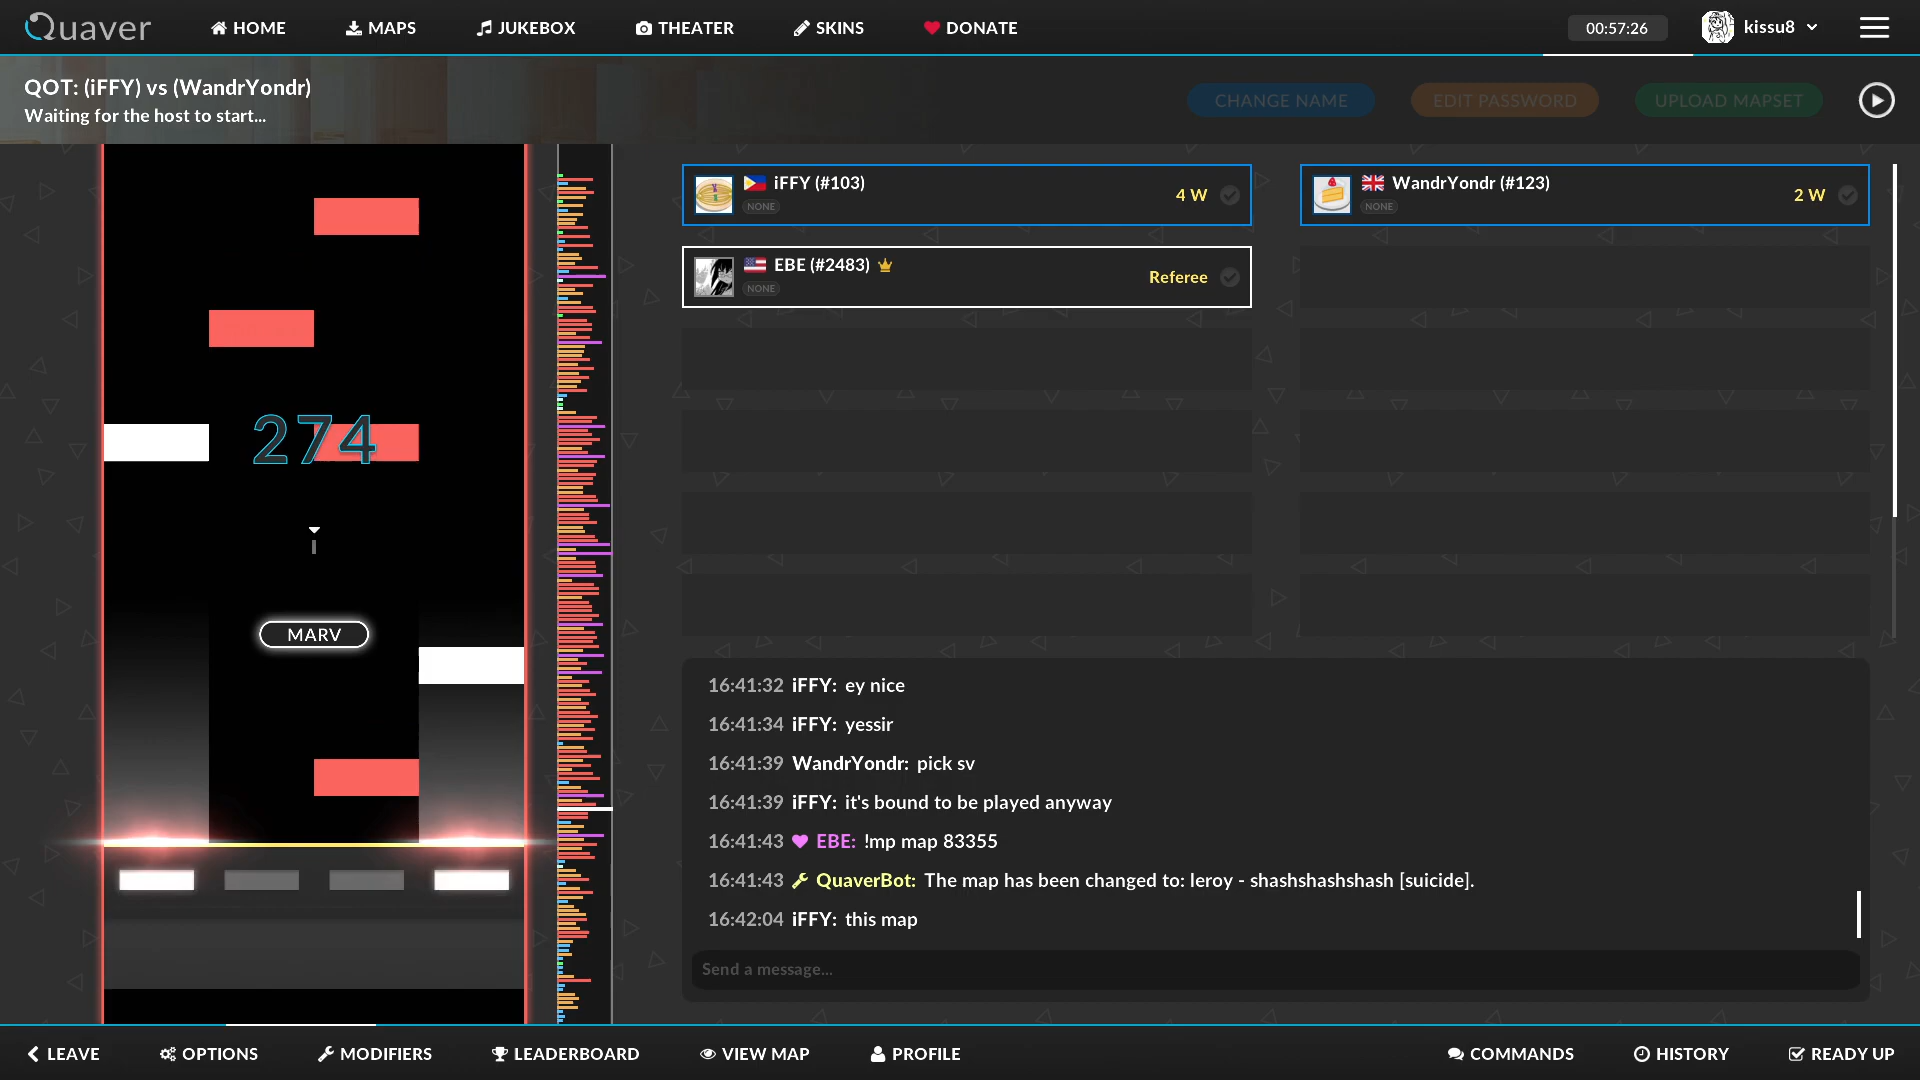 Quaver
HOME
MAPS
JUKEBOX
THEATER
SKINS
DONATE
00:57:26
kissu8
QOT: (iFFY) vs (WandrYondr)
Waiting for the host to start...
CHANGE NAME
EDIT PASSWORD
UPLOAD MAPSET
iFFY (#103)
NONE
4 W
WandrYondr (#123)
NONE
2 W
EBE (#2483)
NONE
Referee
274
MARV
16:41:32 iFFY: ey nice
16:41:34 iFFY: yessir
16:41:39 WandrYondr: pick sv
16:41:39 iFFY: it's bound to be played anyway
16:41:43 EBE: !mp map 83355
16:41:43 QuaverBot: The map has been changed to: leroy - shashshashshash [suicide].
16:42:04 iFFY: this map
Send a message...
LEAVE
OPTIONS
MODIFIERS
LEADERBOARD
VIEW MAP
PROFILE
COMMANDS
HISTORY
READY UP